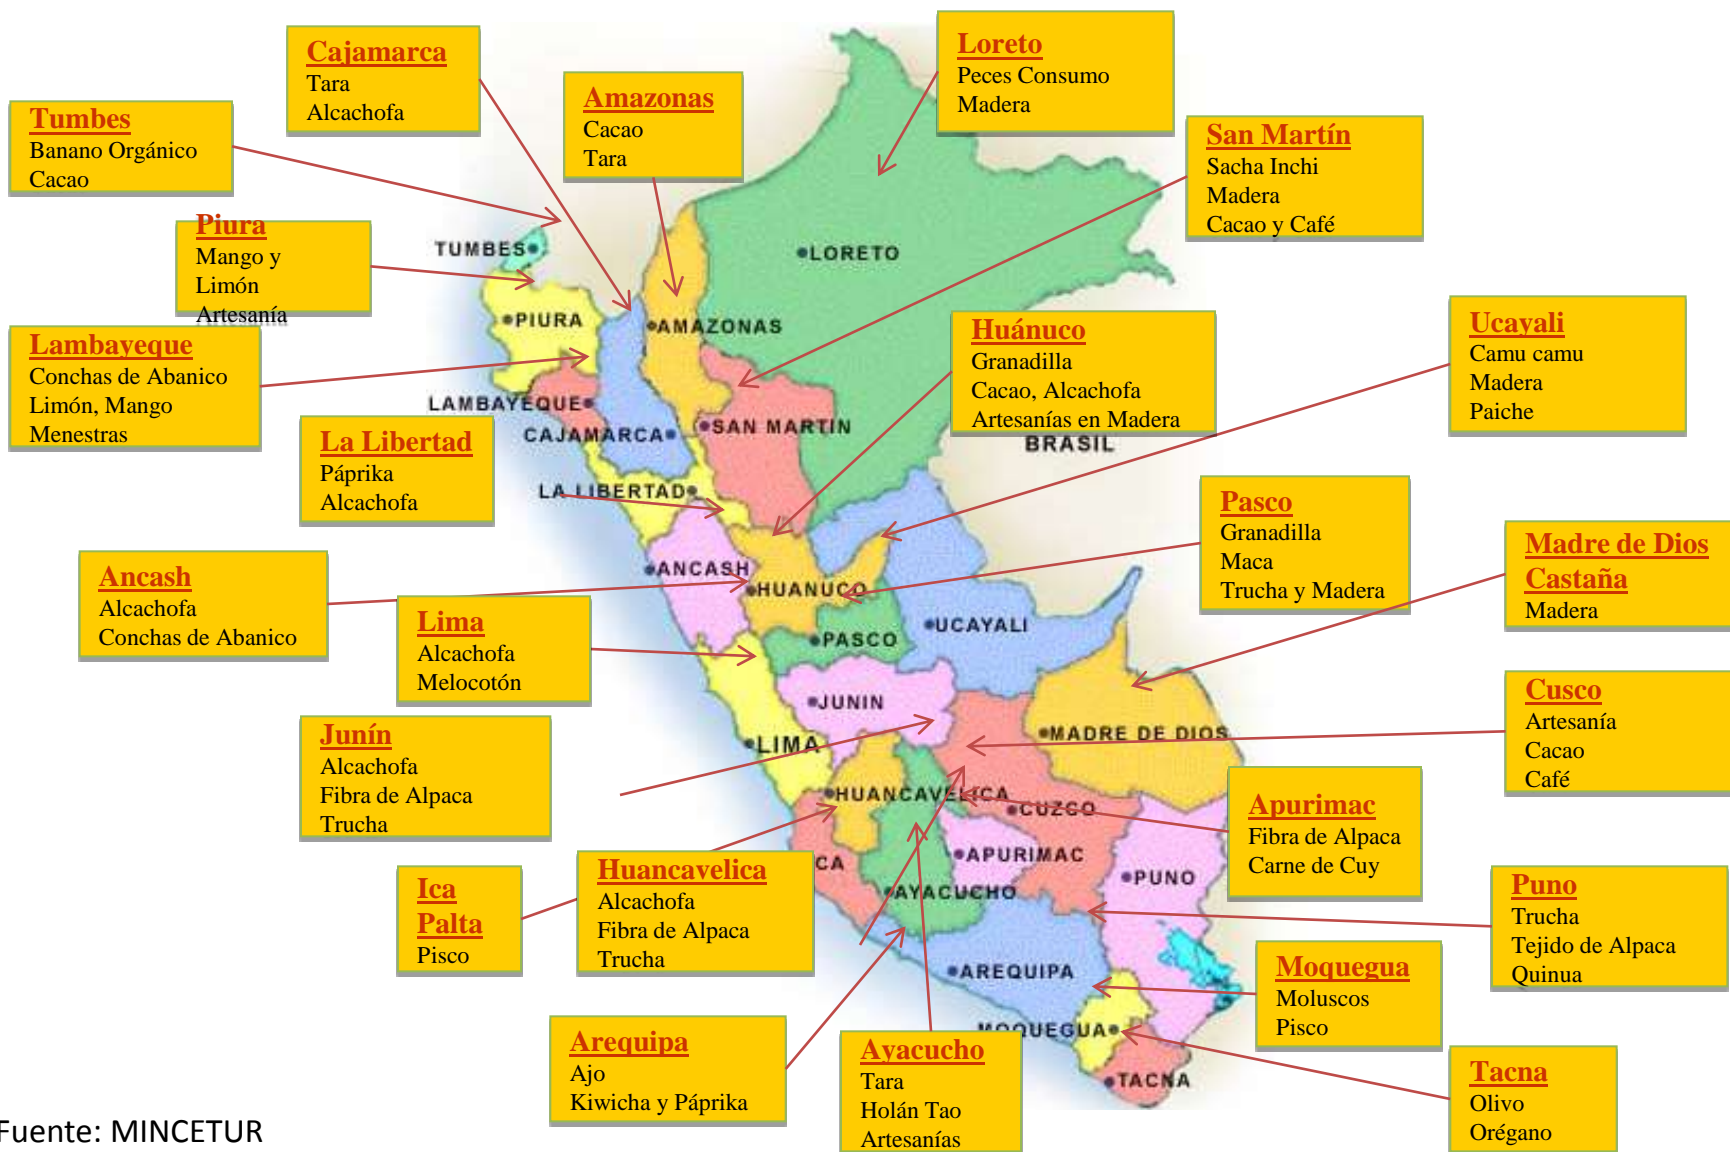 Cajamarca
Tara
Alcachofa
Loreto
Peces Consumo
Madera
Amazonas
Cacao
Tara
Tumbes
Banano Orgánico
Cacao
San Martín
Sacha Inchi
Madera
Cacao y Café
Piura
Mango y
Limón
Artesanía
Lambayeque
Conchas de Abanico
Limón, Mango
Menestras
Huánuco
Granadilla
Cacao, Alcachofa
Artesanías en Madera
Ucayali
Camu camu
Madera
Paiche
La Libertad
Páprika
Alcachofa
Pasco
Granadilla
Maca
Trucha y Madera
Madre de Dios
Castaña
Madera
Ancash
Alcachofa
Conchas de Abanico
Lima
Alcachofa
Melocotón
Cusco
Artesanía
Cacao
Café
Junín
Alcachofa
Fibra de Alpaca
Trucha
Apurimac
Fibra de Alpaca
Carne de Cuy
Ica
Palta
Pisco
Huancavelica
Alcachofa
Fibra de Alpaca
Trucha
Puno
Trucha
Tejido de Alpaca
Quinua
Moquegua
Moluscos
Pisco
Arequipa
Ajo
Kiwicha y Páprika
Ayacucho
Tara
Holán Tao
Artesanías
Tacna
Olivo
Orégano
TUMBES
LORETO
PIURA
AMAZONAS
LAMBAYEQUE
CAJAMARCA
SAN MARTIN
BRASIL
LA LIBERTAD
ANCASH
HUANUCO
PASCO
UCAYALI
JUNIN
LIMA
MADRE DE DIOS
HUANCAVELICA
CUZCO
CA
APURIMAC
AYACUCHO
PUNO
AREQUIPA
MOQUEGUA
TACNA
Fuente: MINCETUR